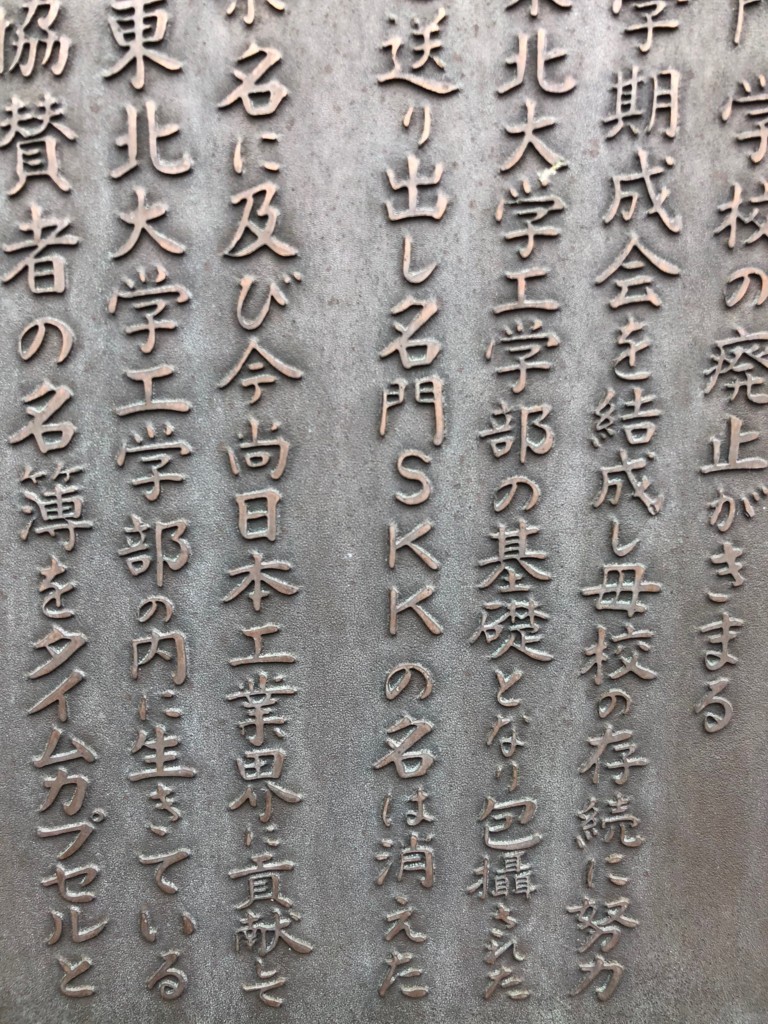 門学校の廃止がきまる
学期成会を結成し母校の存続に努力
東北大学工学部の基礎となり包攝された
送り出し名門SKKの名は消えた
名に及び今尚日本工業界に貢献して
東北大学工学部の内に生きている
協賛者の名簿をタイムカプセルと